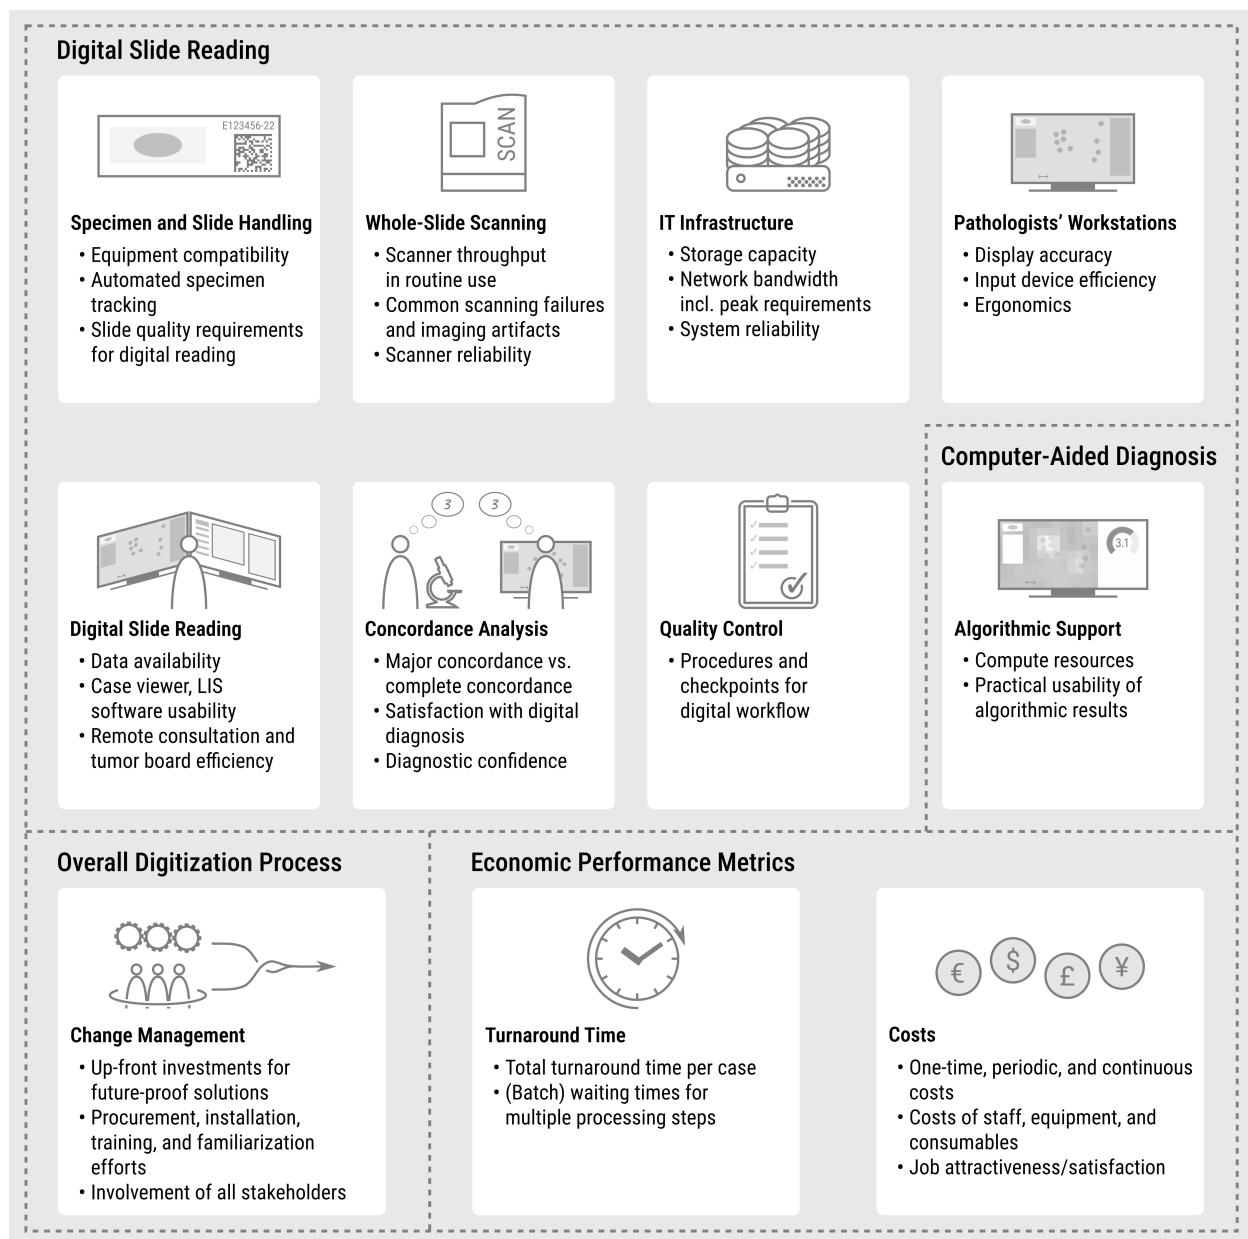 Digital Slide Reading
E123456-22
SCAN
Specimen and Slide Handling
• Equipment compatibility
• Automated specimen
tracking
• Slide quality requirements
for digital reading
Whole-Slide Scanning
• Scanner throughput
in routine use
• Common scanning failures
and imaging artifacts
• Scanner reliability
IT Infrastructure
• Storage capacity
• Network bandwidth
incl. peak requirements
• System reliability
Pathologists’ Workstations
• Display accuracy
• Input device efficiency
• Ergonomics
Digital Slide Reading
• Data availability
• Case viewer, LIS
software usability
• Remote consultation and
tumor board efficiency
3
3
Concordance Analysis
• Major concordance vs.
complete concordance
• Satisfaction with digital
diagnosis
• Diagnostic confidence
Quality Control
• Procedures and
checkpoints for
digital workflow
Computer-Aided Diagnosis
3.1
Algorithmic Support
• Compute resources
• Practical usability of
algorithmic results
Overall Digitization Process
Change Management
• Up-front investments for
future-proof solutions
• Procurement, installation,
training, and familiarization
efforts
• Involvement of all stakeholders
Economic Performance Metrics
Turnaround Time
• Total turnaround time per case
• (Batch) waiting times for
multiple processing steps
€ $ £ ¥
Costs
• One-time, periodic, and continuous
costs
• Costs of staff, equipment, and
consumables
• Job attractiveness/satisfaction